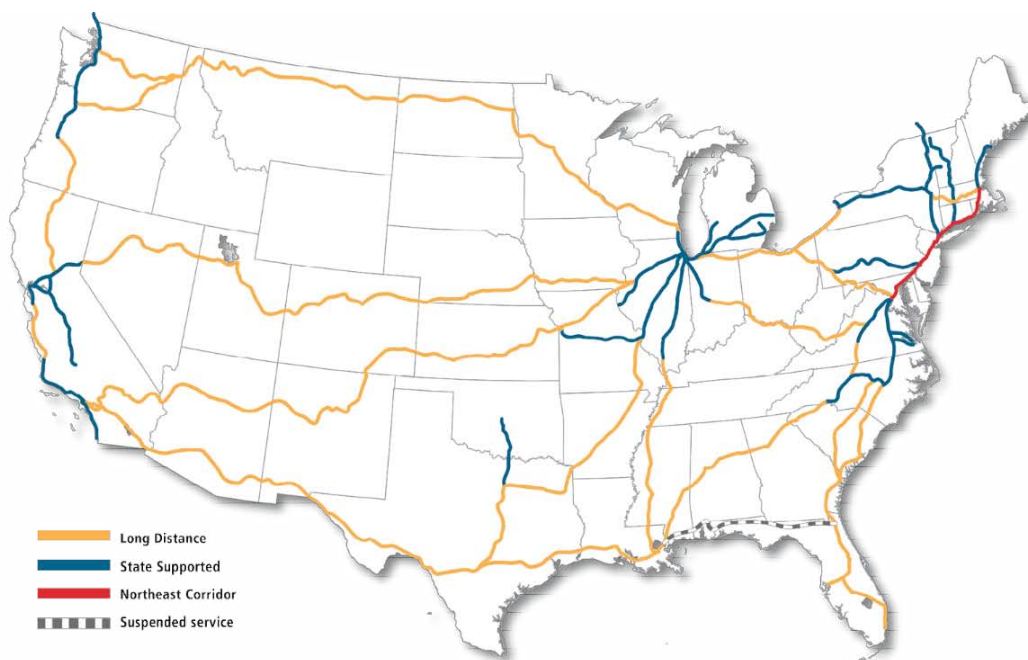 Long Distance
State Supported
Northeast Corridor
Suspended service